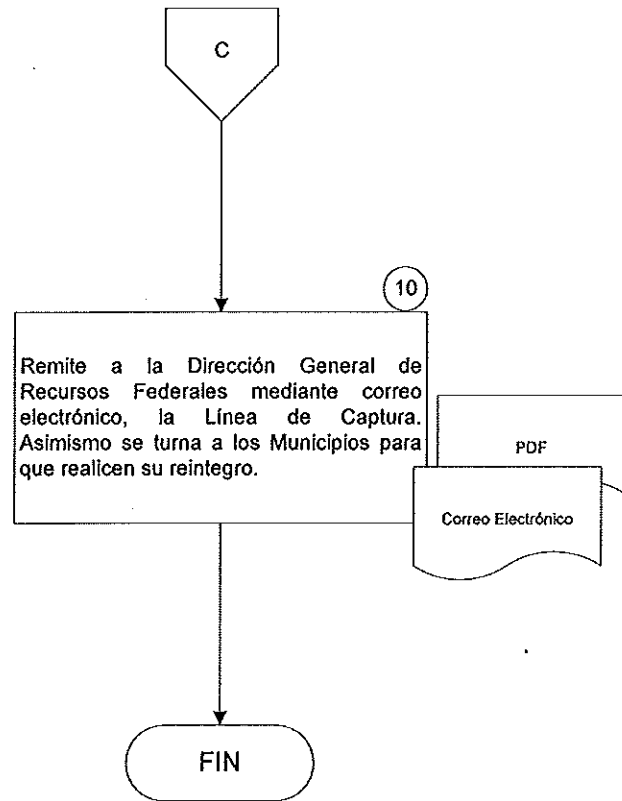 C
10
Remite a la Dirección General de
Recursos Federales mediante correo
electrónico, la Línea de Captura.
Asimismo se turna a los Municipios para
que realicen su reintegro.
PDF
Correo Electrónico
FIN